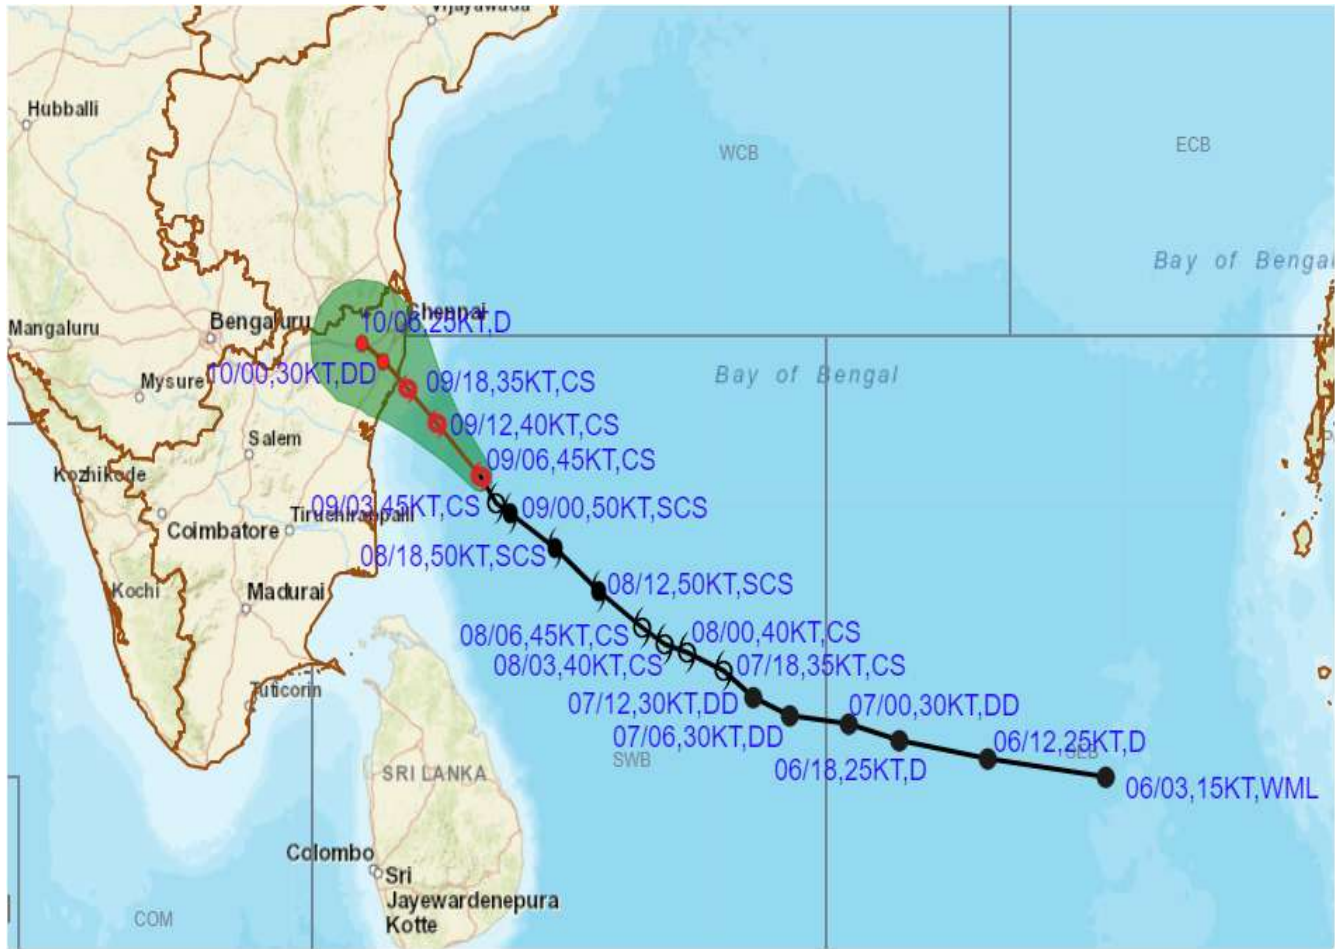 Vijayawada
Hubballi
WCB
ECB
Bay of Bengal
Chennai
10/06,25KT,D
Mangaluru
Bengaluru
10/00,30KT,DD
Mysure
09/18,35KT,CS
Bay of Bengal
09/12,40KT,CS
Salem
09/06,45KT,CS
Kozhikode
09/03,45KT,CS
09/00,50KT,SCS
Tiruchirappalli
Coimbatore
08/18,50KT,SCS
Kochi
Madurai
08/12,50KT,SCS
08/06,45KT,CS
08/00,40KT,CS
08/03,40KT,CS
07/18,35KT,CS
Tuticorin
07/12,30KT,DD
07/00,30KT,DD
07/06,30KT,DD
06/12,25KT,D
SEB
SWB
06/18,25KT,D
SRI LANKA
06/03,15KT,WML
Colombo
Sri
Jayewardenepura
Kotte
COM